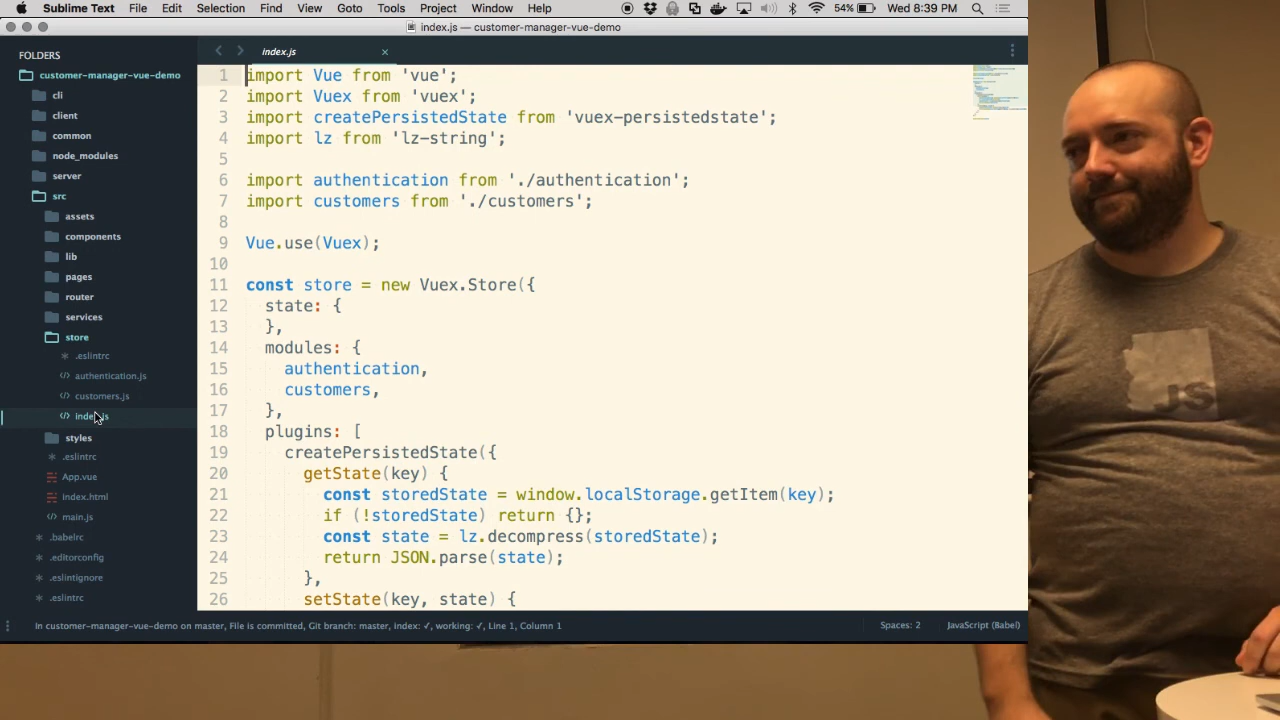 Sublime Text File Edit Selection Find View Goto Tools Project Window Help 54% Wed 8:39 PM
index.js — customer-manager-vue-demo
FOLDERS
customer-manager-vue-demo
cli
client
common
node_modules
server
src
assets
components
lib
pages
router
services
store
.eslintrc
authentication.js
customers.js
index.js
styles
.eslintrc
App.vue
index.html
main.js
.babelrc
.editorconfig
.eslintignore
.eslintrc
index.js
1 import Vue from 'vue';
2 import Vuex from 'vuex';
3 import createPersistedState from 'vuex-persistedstate';
4 import lz from 'lz-string';
5
6 import authentication from './authentication';
7 import customers from './customers';
8
9 Vue.use(Vuex);
10
11 const store = new Vuex.Store({
12 state: {
13 },
14 modules: {
15 authentication,
16 customers,
17 },
18 plugins: [
19 createPersistedState({
20 getState(key) {
21 const storedState = window.localStorage.getItem(key);
22 if (!storedState) return {};
23 const state = lz.decompress(storedState);
24 return JSON.parse(state);
25 },
26 setState(key, state) {
In customer-manager-vue-demo on master, File is committed, Git branch: master, index: ✓, working: ✓, Line 1, Column 1 Spaces: 2 JavaScript (Babel)
JS